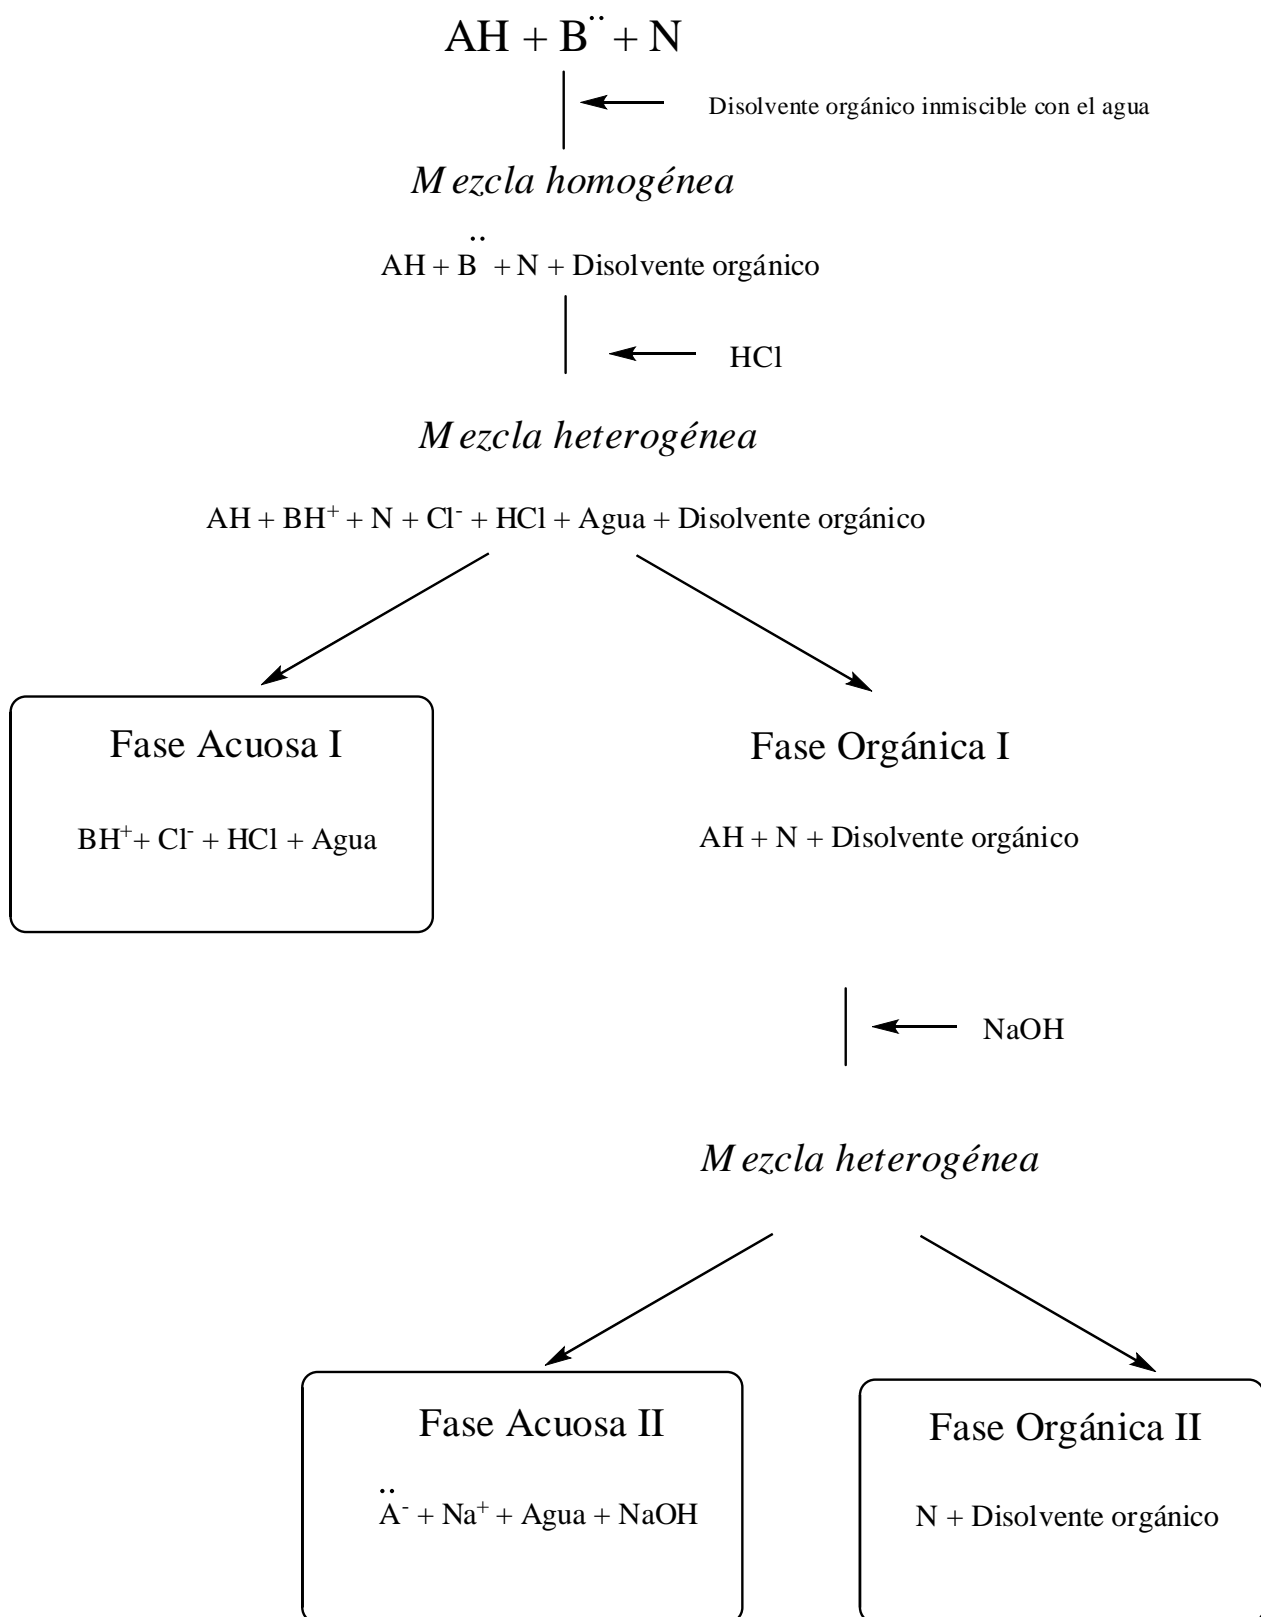 AH + B̈ + N
Disolvente orgánico inmiscible con el agua
Mezcla homogénea
AH + B̈ + N + Disolvente orgánico
HCl
Mezcla heterogénea
AH + BH⁺ + N + Cl⁻ + HCl + Agua + Disolvente orgánico
Fase Acuosa I
BH⁺ + Cl⁻ + HCl + Agua
Fase Orgánica I
AH + N + Disolvente orgánico
NaOH
Mezcla heterogénea
Fase Acuosa II
Ä⁻ + Na⁺ + Agua + NaOH
Fase Orgánica II
N + Disolvente orgánico